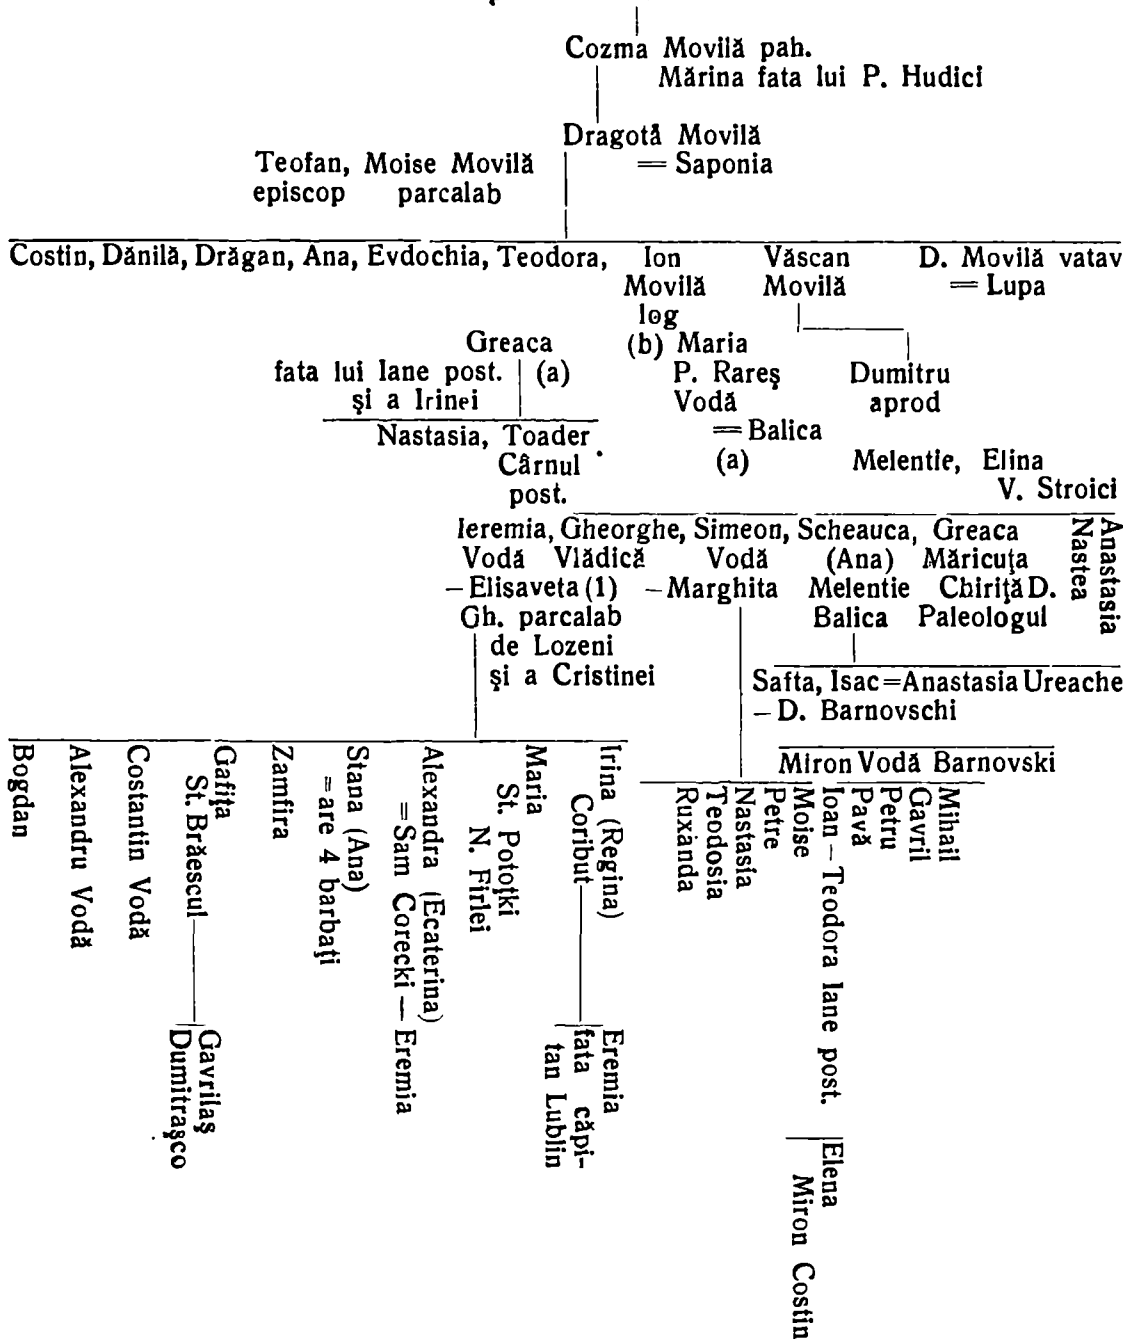 Cozma Movilă pah.
Mărina fata lui P. Hudici
Dragotă Movilă
= Saponia
Teofan, Moise Movilă
episcop parcalab
Costin, Dănilă, Drăgan, Ana, Evdochia, Teodora,
Ion
Movilă
log
Văscan
Movilă
D. Movilă vatav
= Lupa
Greaca
fata lui Iane post. (a)
şi a Irinei
(b) Maria
P. Rareş
Vodă
= Balica
(a)
Dumitru
aprod
Nastasia, Toader
Cârnul
post.
Melentie, Elina
V. Stroici
Ieremia, Gheorghe, Simeon, Scheauca, Greaca
Vodă Vlădică Vodă (Ana) Măricuţa
– Elisaveta (1) – Marghita Melentie Chiriţă D.
Gh. parcalab Balica Paleologul
de Lozeni
şi a Cristinei
Anastasia
Nastea
Safta, Isac = Anastasia Ureache
– D. Barnovschi
Miron Vodă Barnovski
Bogdan
Alexandru Vodă
Costantin Vodă
Gafiţa
St. Brăescul
Gavrilaş
Dumitraşco
Zamfira
Stana (Ana)
= are 4 barbaţi
Alexandra (Ecaterina)
= Sam Corecki — Eremia
Maria
St. Potoţki
N. Firlei
Irina (Regina)
Coribut
Eremia
fata căpi-
tan Lublin
Ruxanda
Teodosia
Nastasia
Petre
Moise
Ioan – Teodora Iane post.
Pavă
Petru
Gavril
Mihail
Elena
Miron Costin